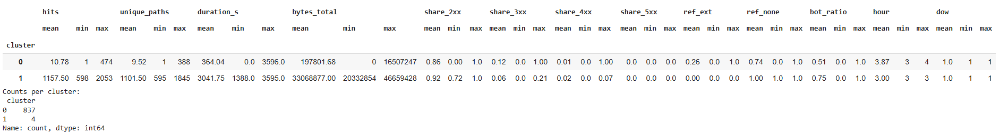 hits unique_paths duration_s bytes_total share_2xx share_3xx share_4xx share_5xx ref_ext ref_none bot_ratio hour dow
mean min max mean min max mean min max mean min max mean min max mean min max mean min max mean min max mean min max mean min max mean min max mean min max mean min max
cluster
0 10.78 1 474 9.52 1 388 364.04 0.0 3596.0 197801.68 0 16507247 0.86 0.00 1.0 0.12 0.0 1.00 0.01 0.0 1.00 0.0 0.0 0.0 0.26 0.0 1.0 0.74 0.0 1.0 0.51 0.0 1.0 3.87 3 4 1.0 1 1
1 1157.50 598 2053 1101.50 595 1845 3041.75 1388.0 3595.0 33068877.00 20332854 46659428 0.92 0.72 1.0 0.06 0.0 0.21 0.02 0.0 0.07 0.0 0.0 0.0 0.00 0.0 0.0 1.00 1.0 1.0 0.75 0.0 1.0 3.00 3 3 1.0 1 1
Counts per cluster:
cluster
0 837
1 4
Name: count, dtype: int64